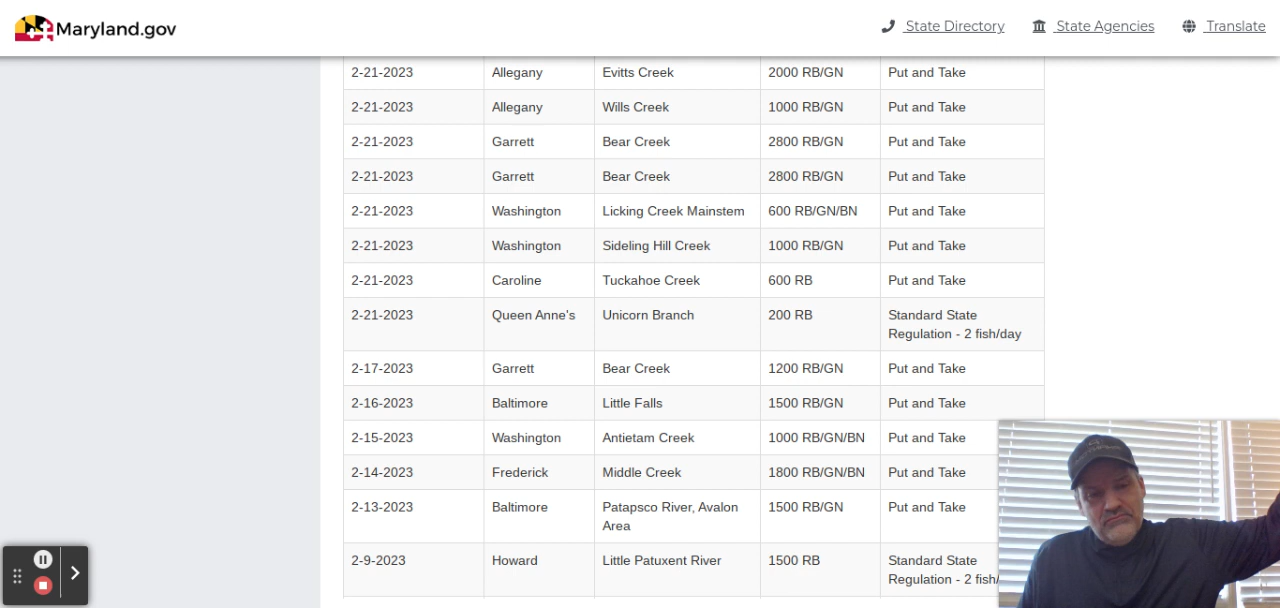 Maryland.gov State Directory State Agencies Translate
2-21-2023 Allegany Evitts Creek 2000 RB/GN Put and Take
2-21-2023 Allegany Wills Creek 1000 RB/GN Put and Take
2-21-2023 Garrett Bear Creek 2800 RB/GN Put and Take
2-21-2023 Garrett Bear Creek 2800 RB/GN Put and Take
2-21-2023 Washington Licking Creek Mainstem 600 RB/GN/BN Put and Take
2-21-2023 Washington Sideling Hill Creek 1000 RB/GN Put and Take
2-21-2023 Caroline Tuckahoe Creek 600 RB Put and Take
2-21-2023 Queen Anne's Unicorn Branch 200 RB Standard State
Regulation - 2 fish/day
2-17-2023 Garrett Bear Creek 1200 RB/GN Put and Take
2-16-2023 Baltimore Little Falls 1500 RB/GN Put and Take
2-15-2023 Washington Antietam Creek 1000 RB/GN/BN Put and Take
2-14-2023 Frederick Middle Creek 1800 RB/GN/BN Put and Take
2-13-2023 Baltimore Patapsco River, Avalon 1500 RB/GN Put and Take
Area
2-9-2023 Howard Little Patuxent River 1500 RB Standard State
Regulation - 2 fish/